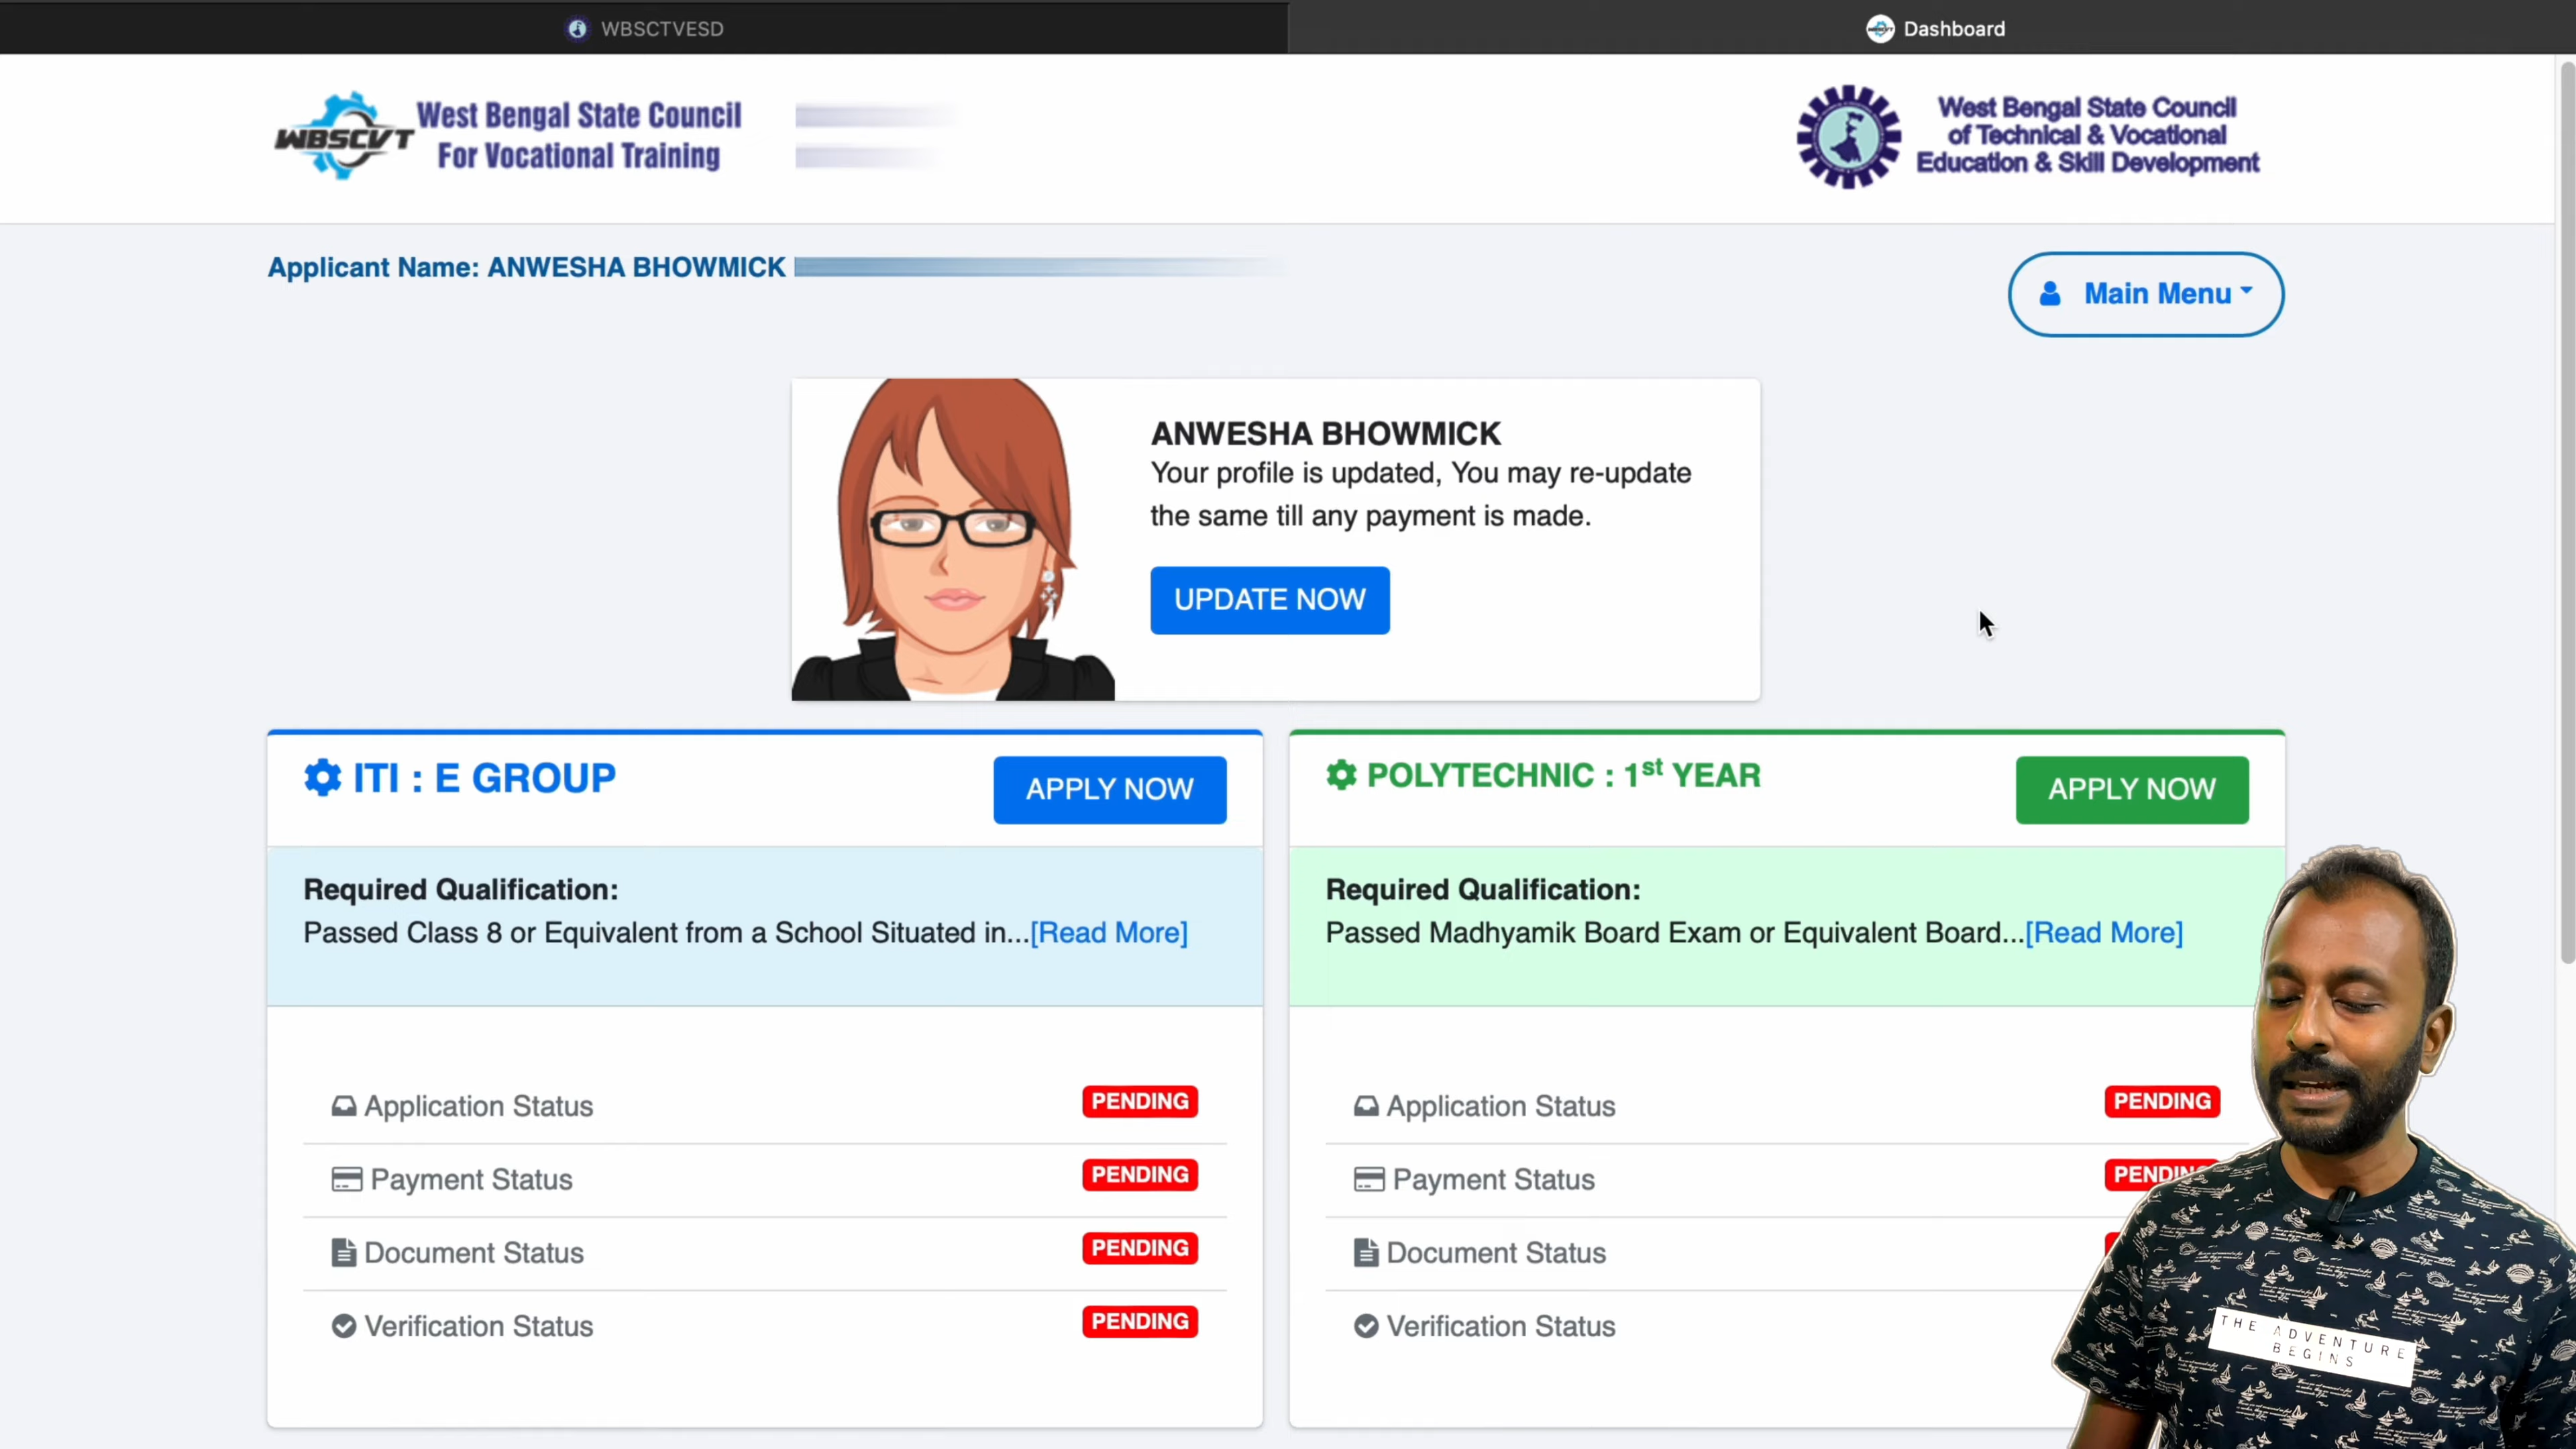 WBSCTVESD
Dashboard
WBSCVT
West Bengal State Council
For Vocational Training
West Bengal State Council
of Technical & Vocational
Education & Skill Development
Applicant Name: ANWESHA BHOWMICK
Main Menu
ANWESHA BHOWMICK
Your profile is updated, You may re-update
the same till any payment is made.
UPDATE NOW
ITI : E GROUP
APPLY NOW
Required Qualification:
Passed Class 8 or Equivalent from a School Situated in...[Read More]
Application Status PENDING
Payment Status PENDING
Document Status PENDING
Verification Status PENDING
POLYTECHNIC : 1st YEAR
APPLY NOW
Required Qualification:
Passed Madhyamik Board Exam or Equivalent Board...[Read More]
Application Status PENDING
Payment Status PENDING
Document Status
Verification Status
THE ADVENTURE
BEGINS